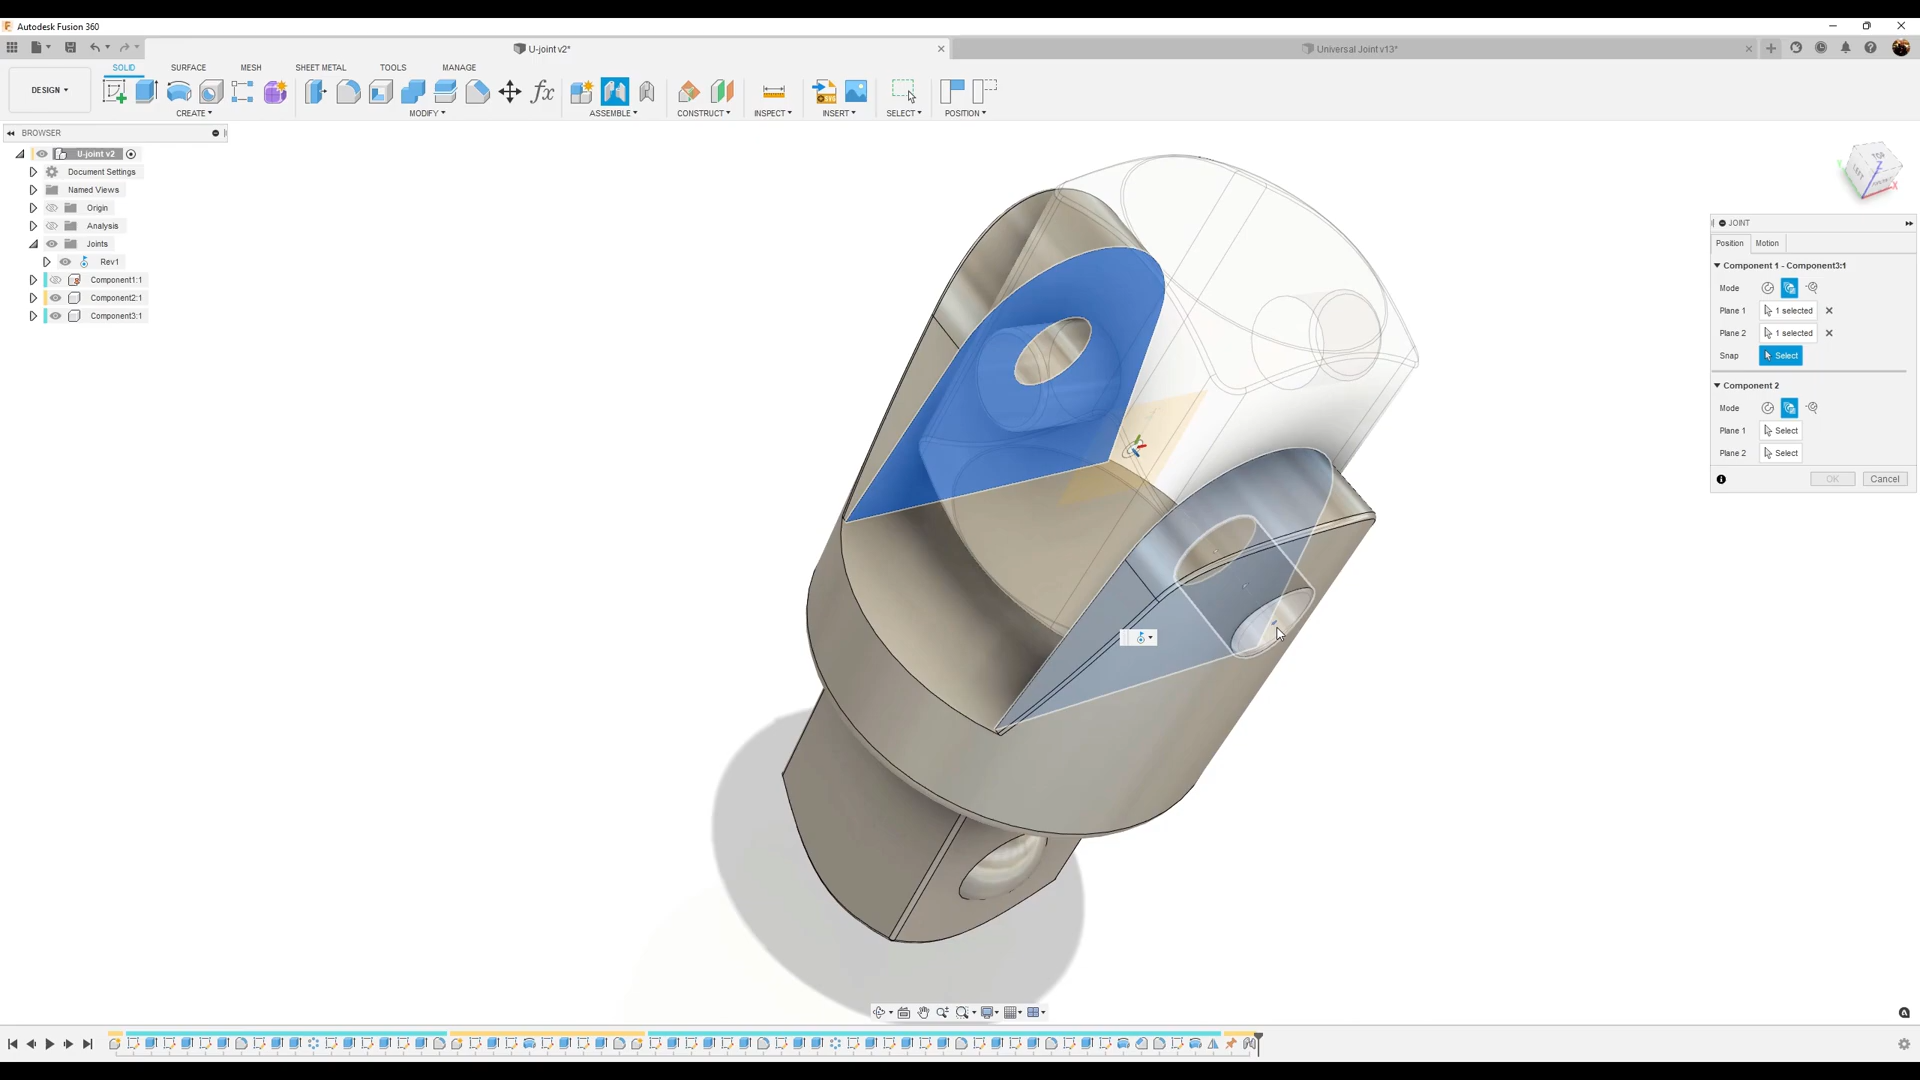 Autodesk Fusion 360
U-joint v2*
Universal Joint v13*
DESIGN
SOLID SURFACE MESH SHEET METAL TOOLS MANAGE
CREATE MODIFY ASSEMBLE CONSTRUCT INSPECT INSERT SELECT POSITION
BROWSER
U-joint v2
Document Settings
Named Views
Origin
Analysis
Joints
Rev1
Component1:1
Component2:1
Component3:1
TOP
LEFT
X
JOINT
Position Motion
Component 1 - Component3:1
Mode
Plane 1 1 selected
Plane 2 1 selected
Snap Select
Component 2
Mode
Plane 1 Select
Plane 2 Select
OK Cancel